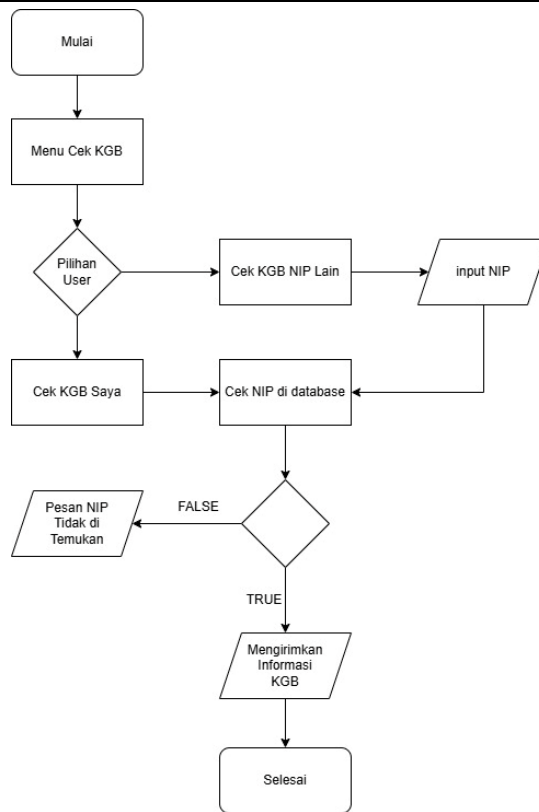 Mulai
Menu Cek KGB
Pilihan
User
Cek KGB NIP Lain
input NIP
Cek KGB Saya
Cek NIP di database
FALSE
Pesan NIP
Tidak di
Temukan
TRUE
Mengirimkan
Informasi
KGB
Selesai